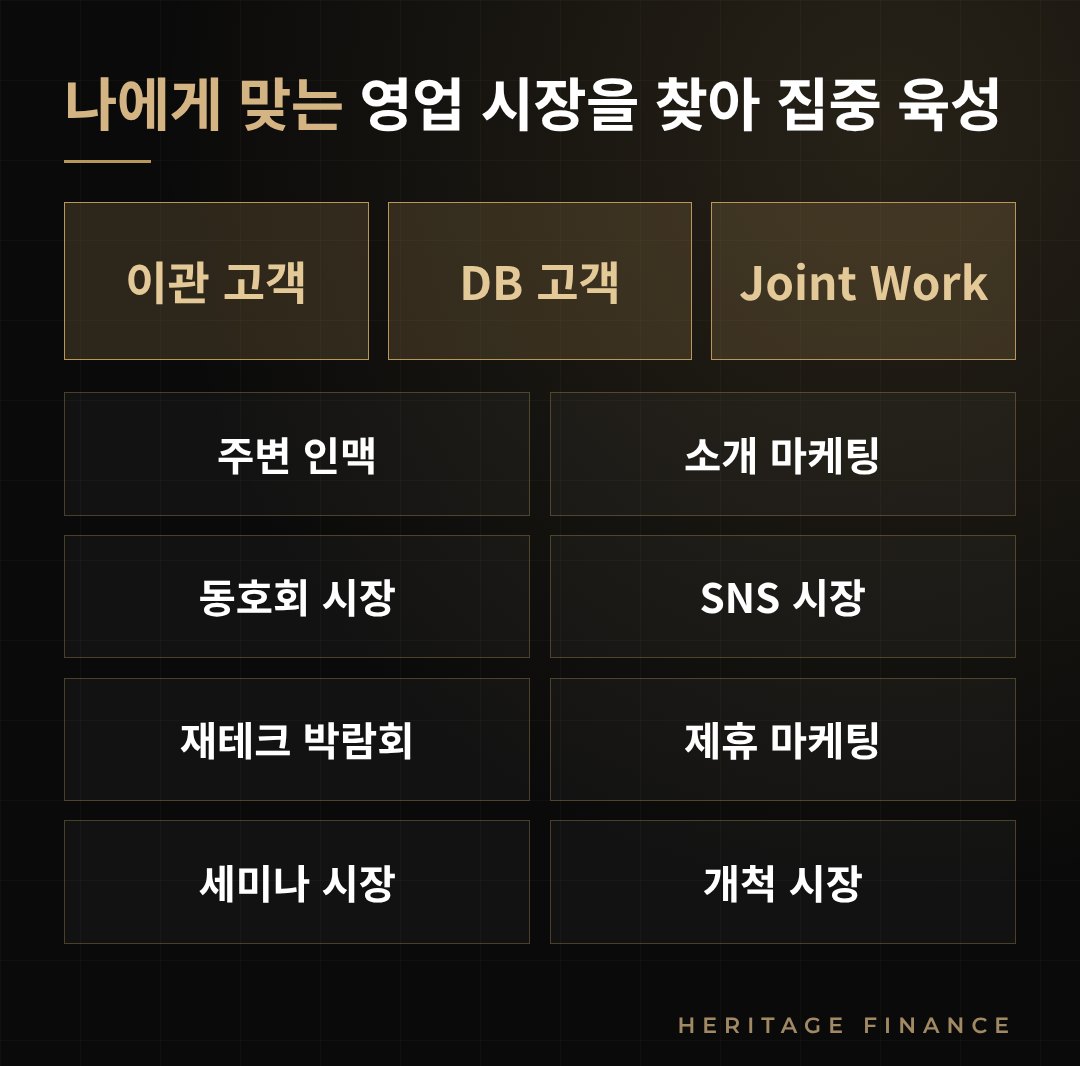 나에게 맞는 영업 시장을 찾아 집중 육성
이관 고객
DB 고객
Joint Work
주변 인맥
소개 마케팅
동호회 시장
SNS 시장
재테크 박람회
제휴 마케팅
세미나 시장
개척 시장
HERITAGE FINANCE